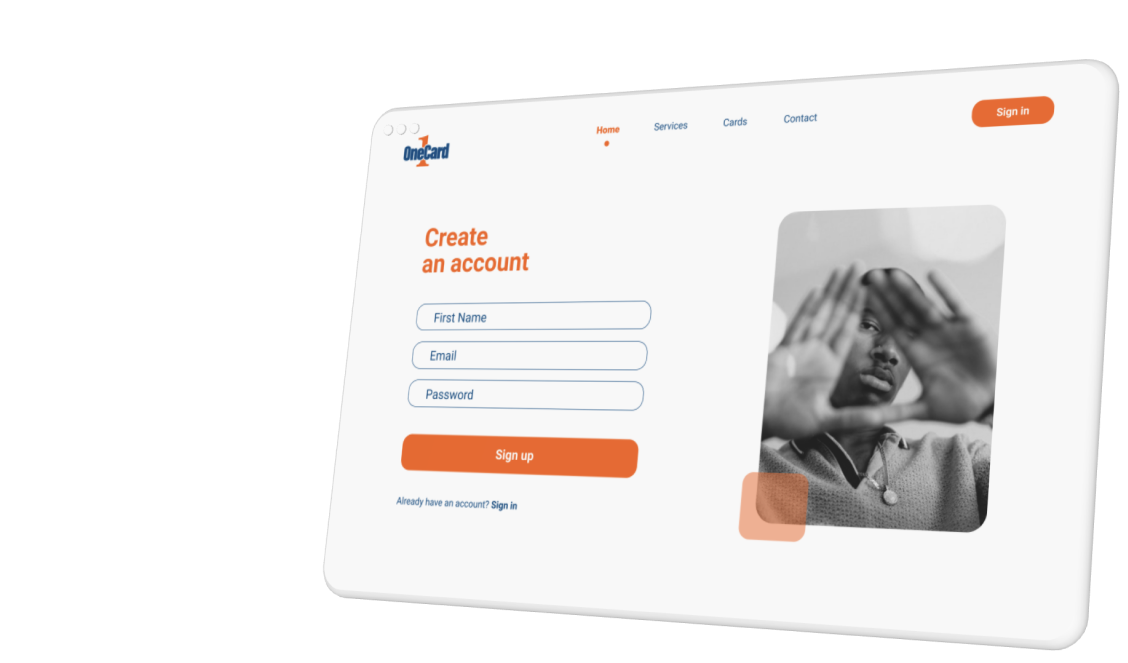 Home
Services
Cards
Contact
Sign in
1
OneCard
Create
an account
First Name
Email
Password
Sign up
Already have an account? Sign in